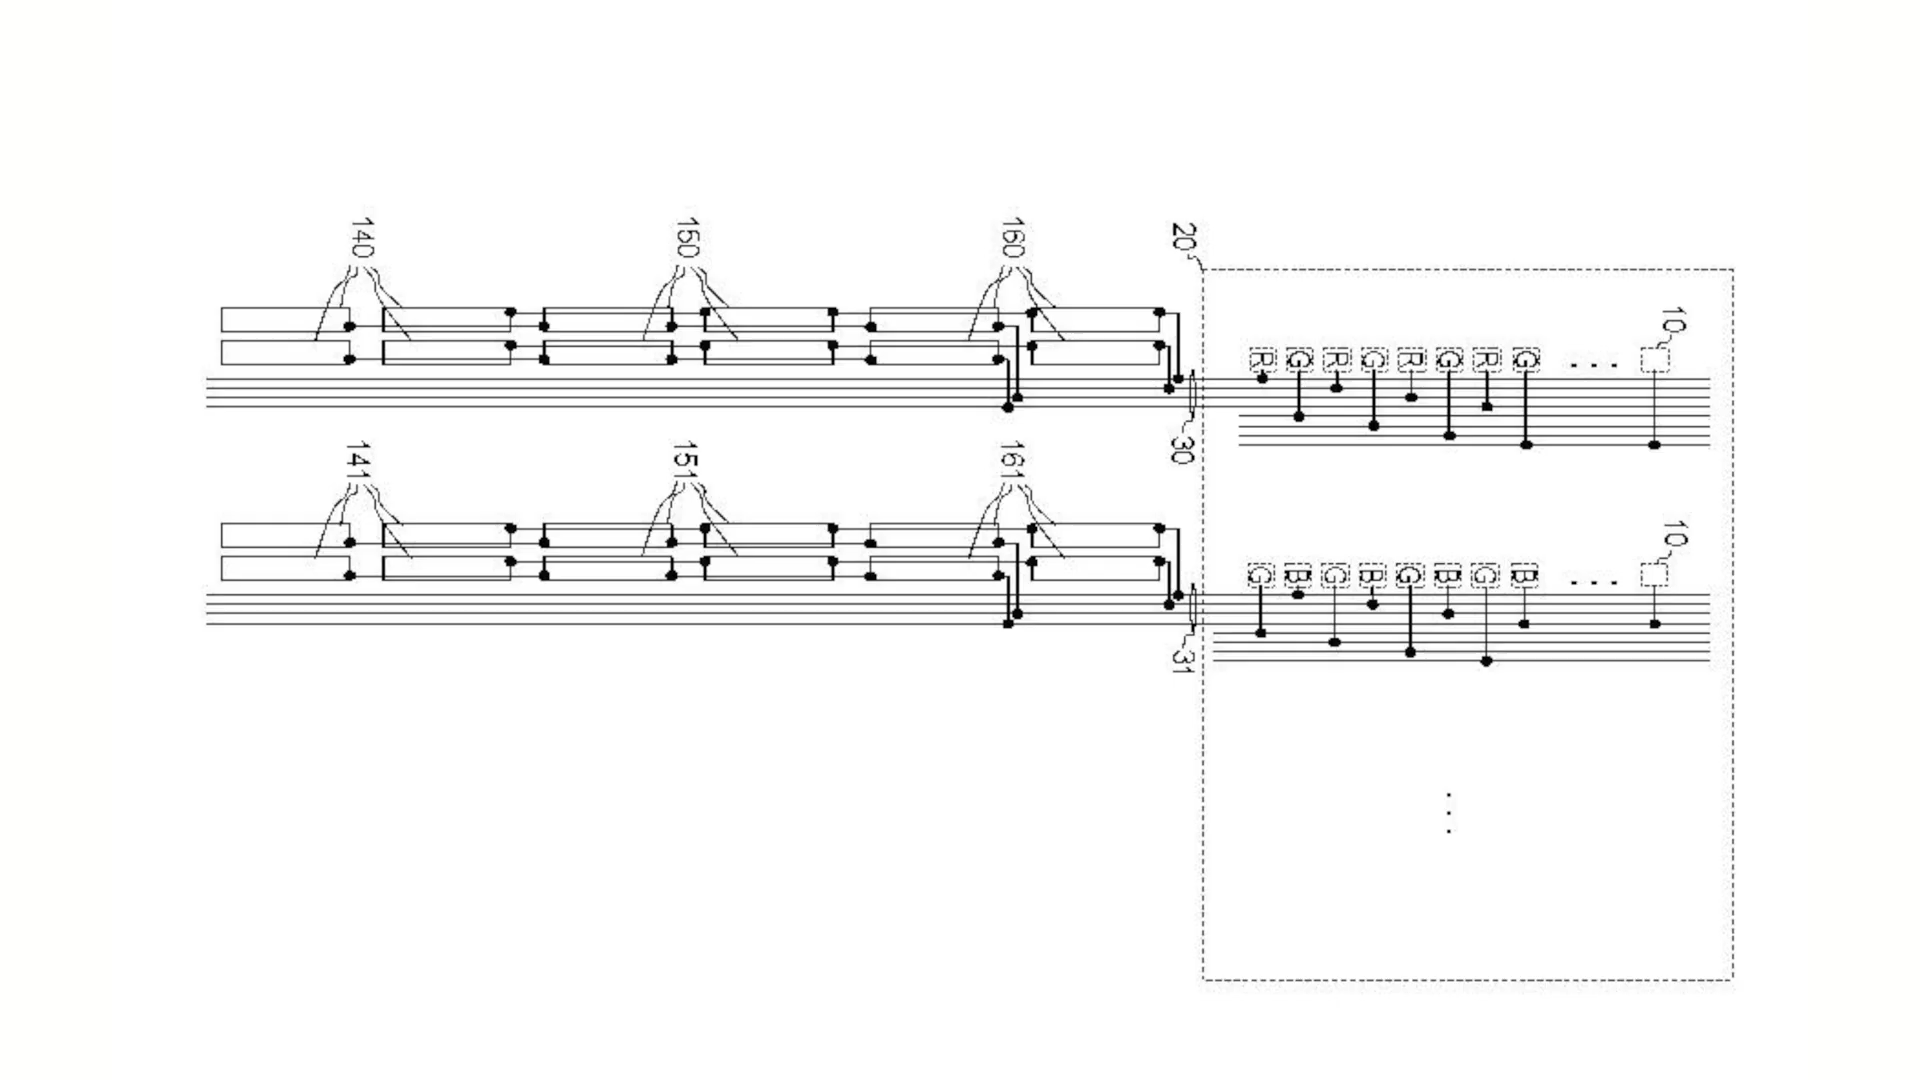 140 150 160 20
10
R G R G R G R G . . .
30
141 151 161
10
G B G B G B G B . . .
31